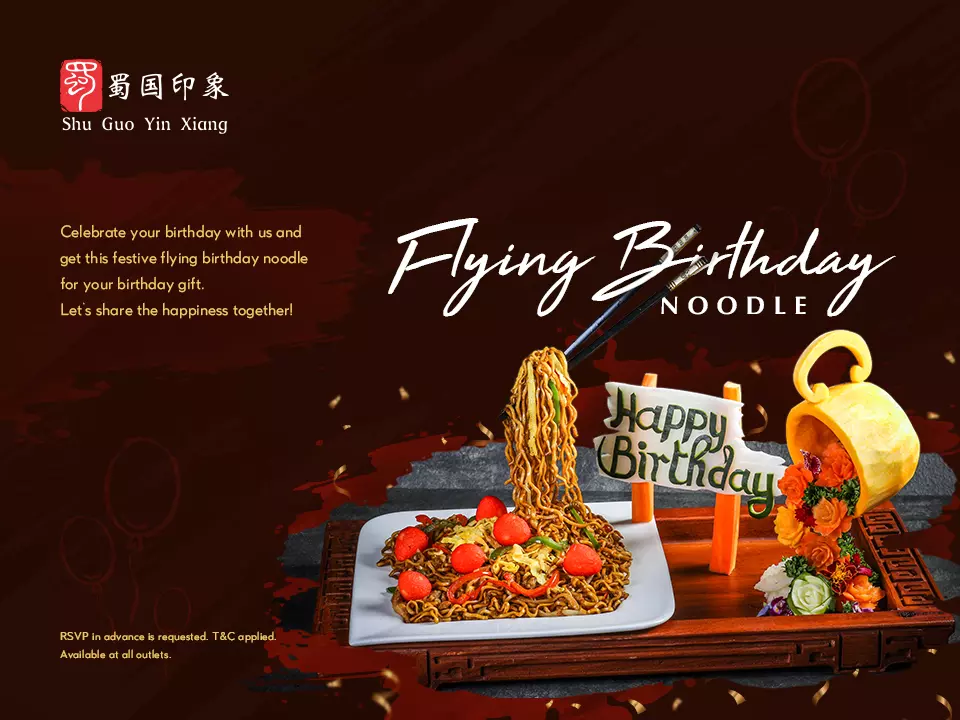 蜀国印象
Shu Guo Yin Xiang
Celebrate your birthday with us and
get this festive flying birthday noodle
for your birthday gift.
Let's share the happiness together!
Flying Birthday
NOODLE
Happy
Birthday
RSVP in advance is requested. T&C applied.
Available at all outlets.